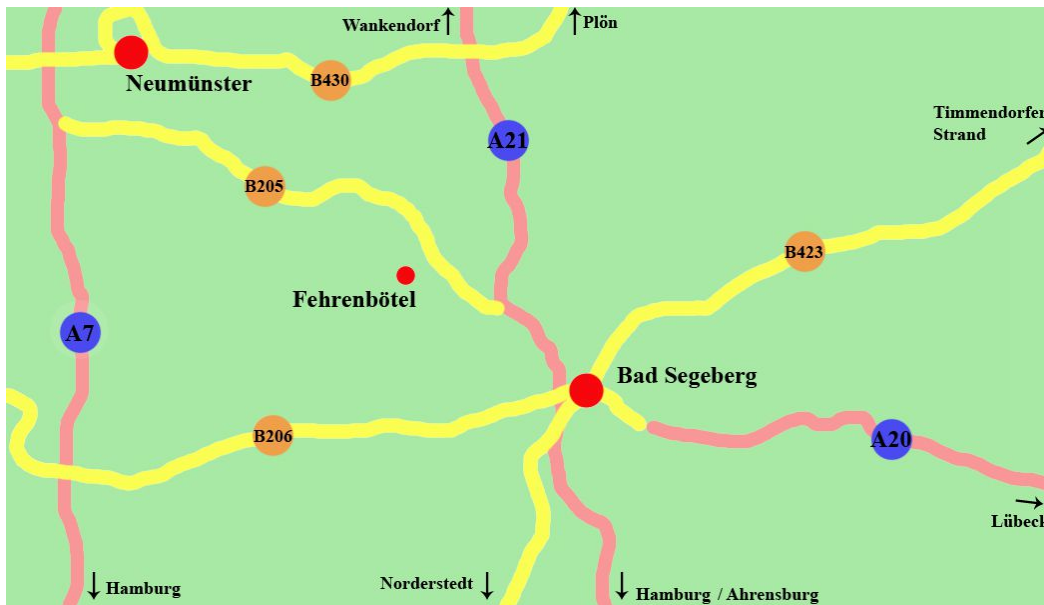 Wankendorf
Plön
Neumünster
B430
Timmendorfer
Strand
A21
B205
B423
Fehrenbötel
A7
Bad Segeberg
B206
A20
Lübeck
Hamburg
Norderstedt
Hamburg / Ahrensburg